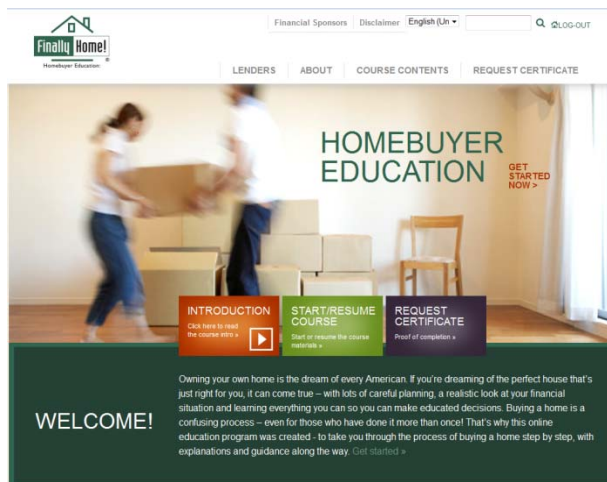 Financial Sponsors Disclaimer English (Un LOG-OUT
Finally Home!
®
Homebuyer Education
LENDERS ABOUT COURSE CONTENTS REQUEST CERTIFICATE
HOMEBUYER
EDUCATION
GET
STARTED
NOW >
INTRODUCTION
Click here to read
the course intro »
START/RESUME
COURSE
Start or resume the course
materials »
REQUEST
CERTIFICATE
Proof of completion »
WELCOME!
Owning your own home is the dream of every American. If you're dreaming of the perfect house that's
just right for you, it can come true – with lots of careful planning, a realistic look at your financial
situation and learning everything you can so you can make educated decisions. Buying a home is a
confusing process – even for those who have done it more than once! That's why this online
education program was created - to take you through the process of buying a home step by step, with
explanations and guidance along the way. Get started »